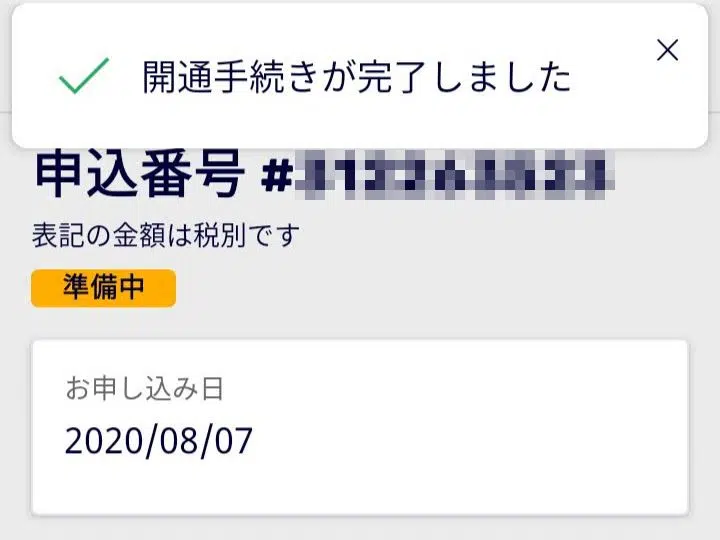 開通手続きが完了しました
申込番号 #
表記の金額は税別です
準備中
お申し込み日
2020/08/07